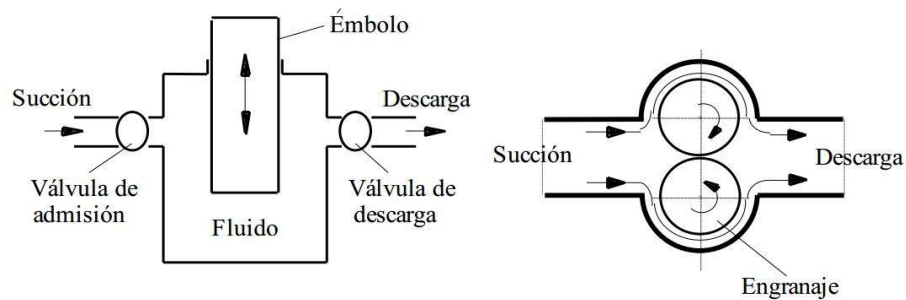 Émbolo
Succión
Descarga
Válvula de
admisión
Válvula de
descarga
Fluido
Succión
Descarga
Engranaje